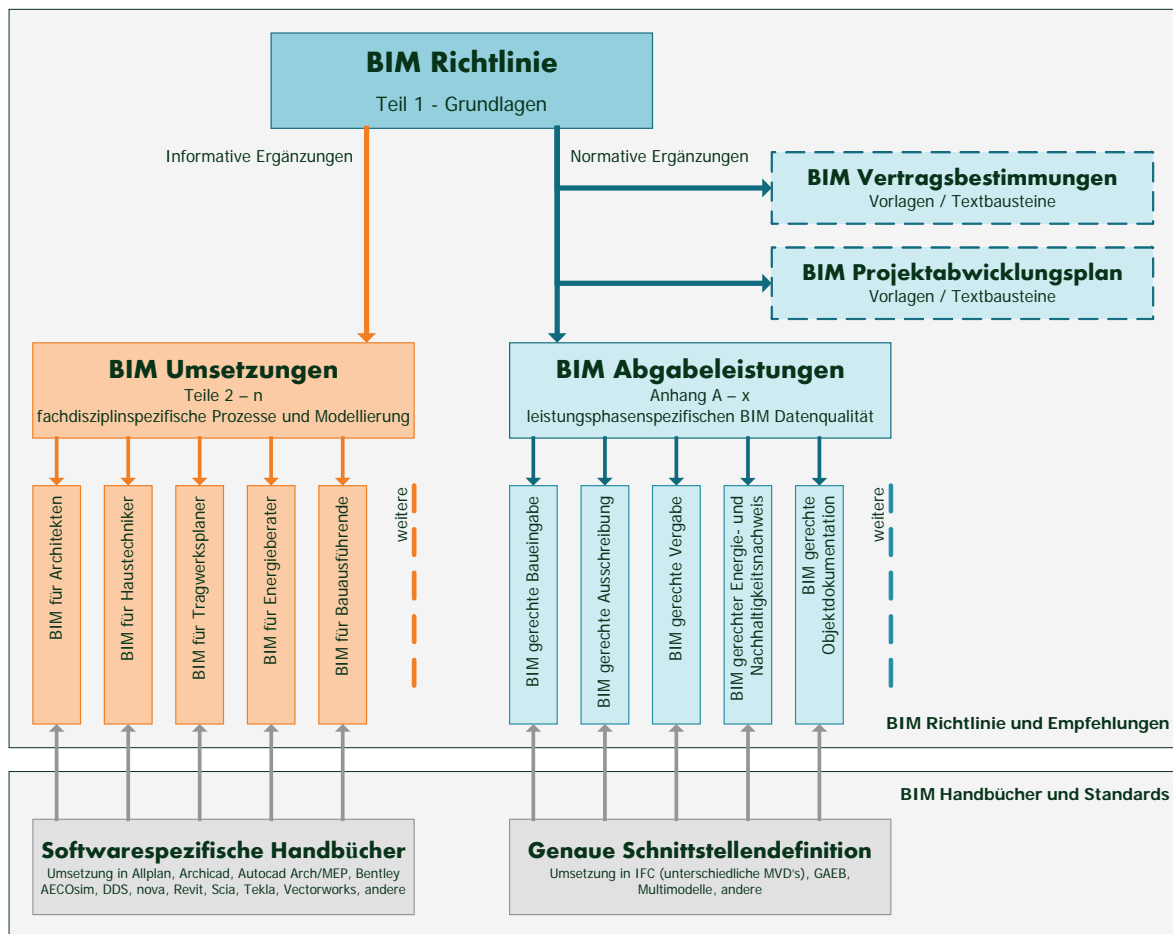 BIM Richtlinie
Teil 1 - Grundlagen
Informative Ergänzungen
Normative Ergänzungen
BIM Vertragsbestimmungen
Vorlagen / Textbausteine
BIM Projektabwicklungsplan
Vorlagen / Textbausteine
BIM Umsetzungen
Teile 2 – n
fachdisziplinspezifische Prozesse und Modellierung
BIM Abgabeleistungen
Anhang A – x
leistungsphasenspezifischen BIM Datenqualität
BIM für Architekten
BIM für Haustechniker
BIM für Tragwerksplaner
BIM für Energieberater
BIM für Bauausführende
weitere
BIM gerechte Baueingabe
BIM gerechte Ausschreibung
BIM gerechte Vergabe
BIM gerechter Energie- und
Nachhaltigkeitsnachweis
BIM gerechte
Objektdokumentation
weitere
BIM Richtlinie und Empfehlungen
BIM Handbücher und Standards
Softwarespezifische Handbücher
Umsetzung in Allplan, Archicad, Autocad Arch/MEP, Bentley
AECOsim, DDS, nova, Revit, Scia, Tekla, Vectorworks, andere
Genaue Schnittstellendefinition
Umsetzung in IFC (unterschiedliche MVD's), GAEB,
Multimodelle, andere